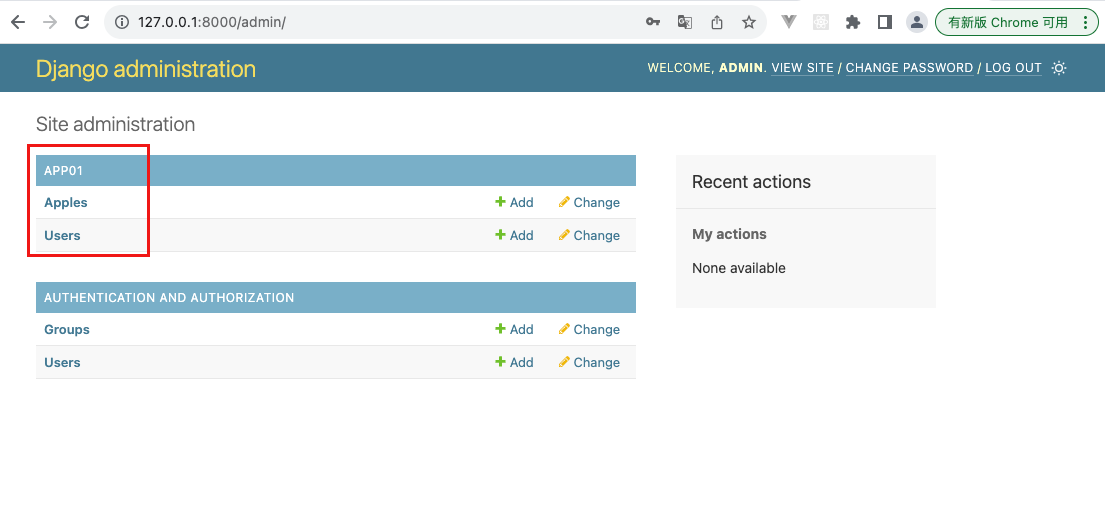 127.0.0.1:8000/admin/
有新版 Chrome 可用
Django administration
WELCOME, ADMIN. VIEW SITE / CHANGE PASSWORD / LOG OUT
Site administration
APP01
Apples Add Change
Users Add Change
AUTHENTICATION AND AUTHORIZATION
Groups Add Change
Users Add Change
Recent actions
My actions
None available